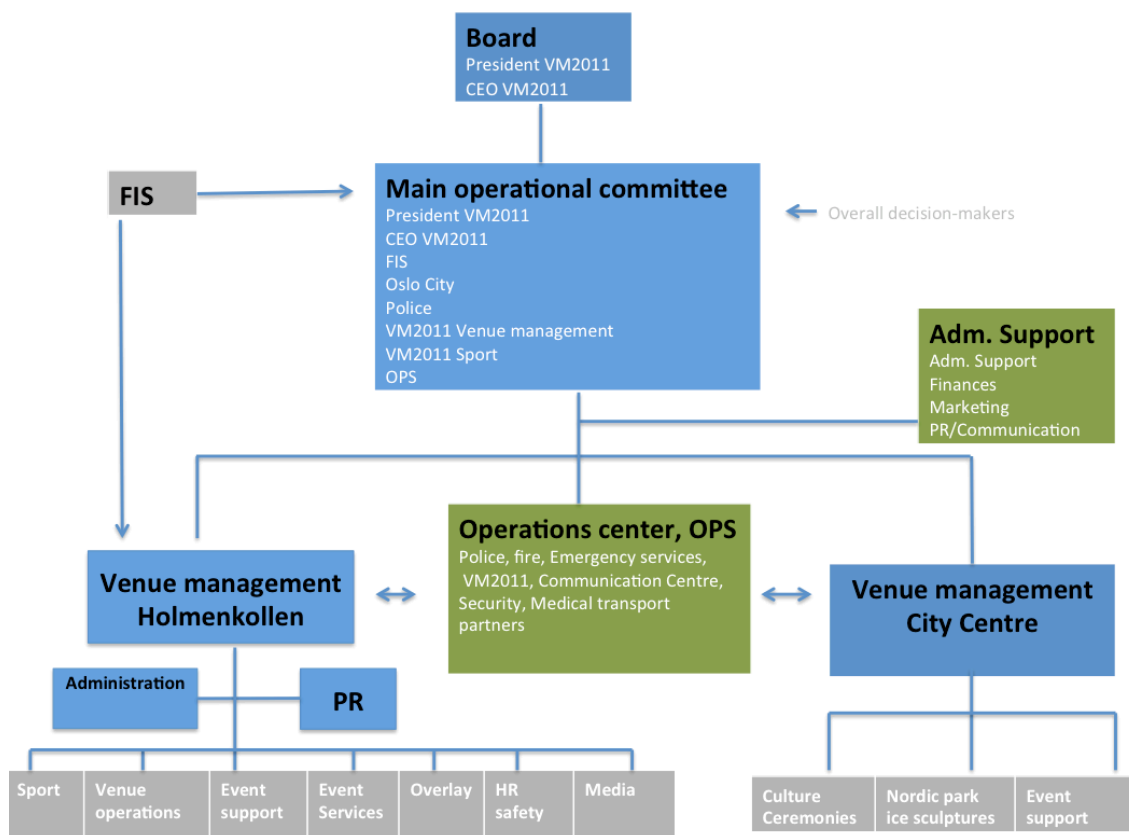 Board
President VM2011
CEO VM2011
FIS
Main operational committee
President VM2011
CEO VM2011
FIS
Oslo City
Police
VM2011 Venue management
VM2011 Sport
OPS
Overall decision-makers
Adm. Support
Adm. Support
Finances
Marketing
PR/Communication
Operations center, OPS
Police, fire, Emergency services,
VM2011, Communication Centre,
Security, Medical transport
partners
Venue management
Holmenkollen
Venue management
City Centre
Administration
PR
Sport
Venue
operations
Event
support
Event
Services
Overlay
HR
safety
Media
Culture
Ceremonies
Nordic park
ice sculptures
Event
support